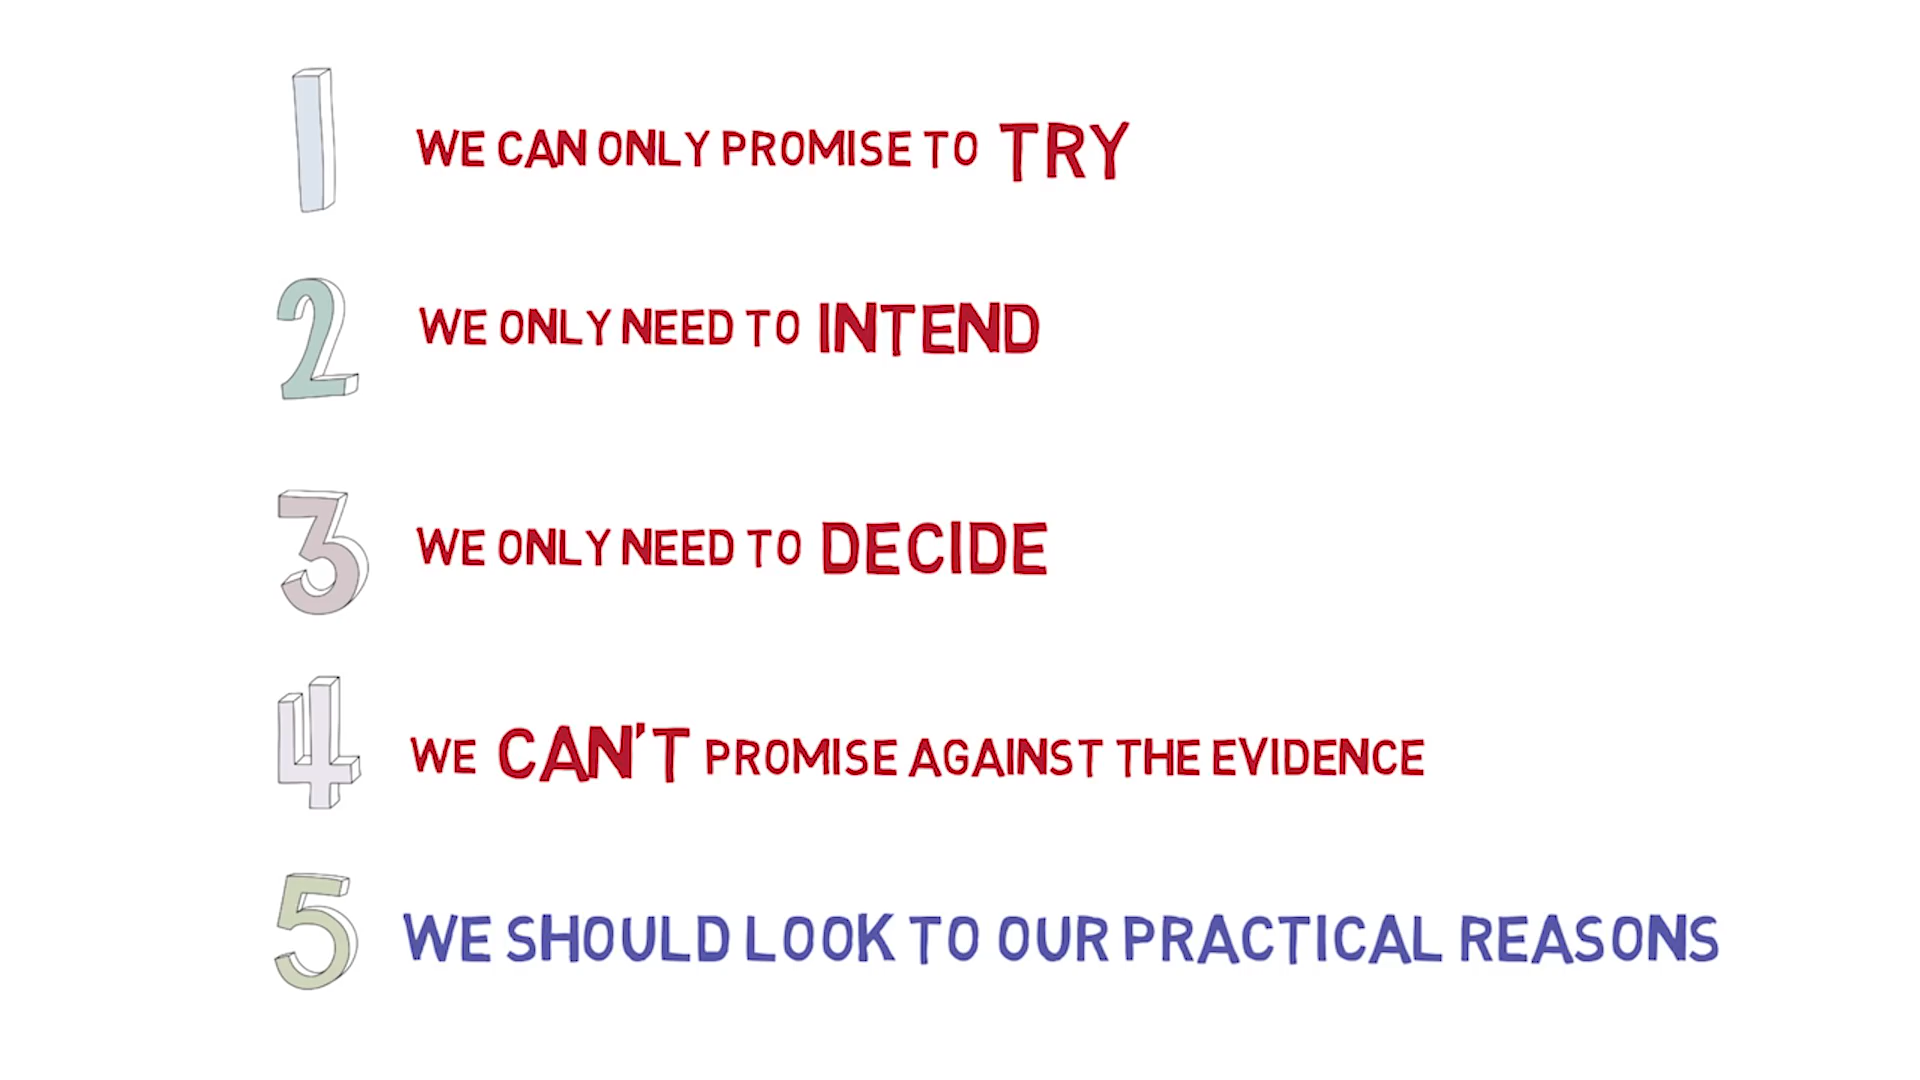 1 WE CAN ONLY PROMISE TO TRY
2 WE ONLY NEED TO INTEND
3 WE ONLY NEED TO DECIDE
4 WE CAN'T PROMISE AGAINST THE EVIDENCE
5 WE SHOULD LOOK TO OUR PRACTICAL REASONS